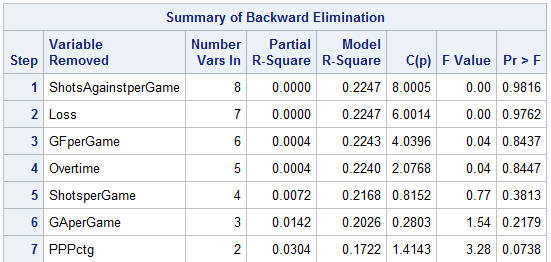 Summary of Backward Elimination
Step Variable Removed Number Vars In Partial R-Square Model R-Square C(p) F Value Pr > F
1 ShotsAgainstperGame 8 0.0000 0.2247 8.0005 0.00 0.9816
2 Loss 7 0.0000 0.2247 6.0014 0.00 0.9762
3 GFperGame 6 0.0004 0.2243 4.0396 0.04 0.8437
4 Overtime 5 0.0004 0.2240 2.0768 0.04 0.8447
5 ShotsperGame 4 0.0072 0.2168 0.8152 0.77 0.3813
6 GAperGame 3 0.0142 0.2026 0.2803 1.54 0.2179
7 PPPctg 2 0.0304 0.1722 1.4143 3.28 0.0738